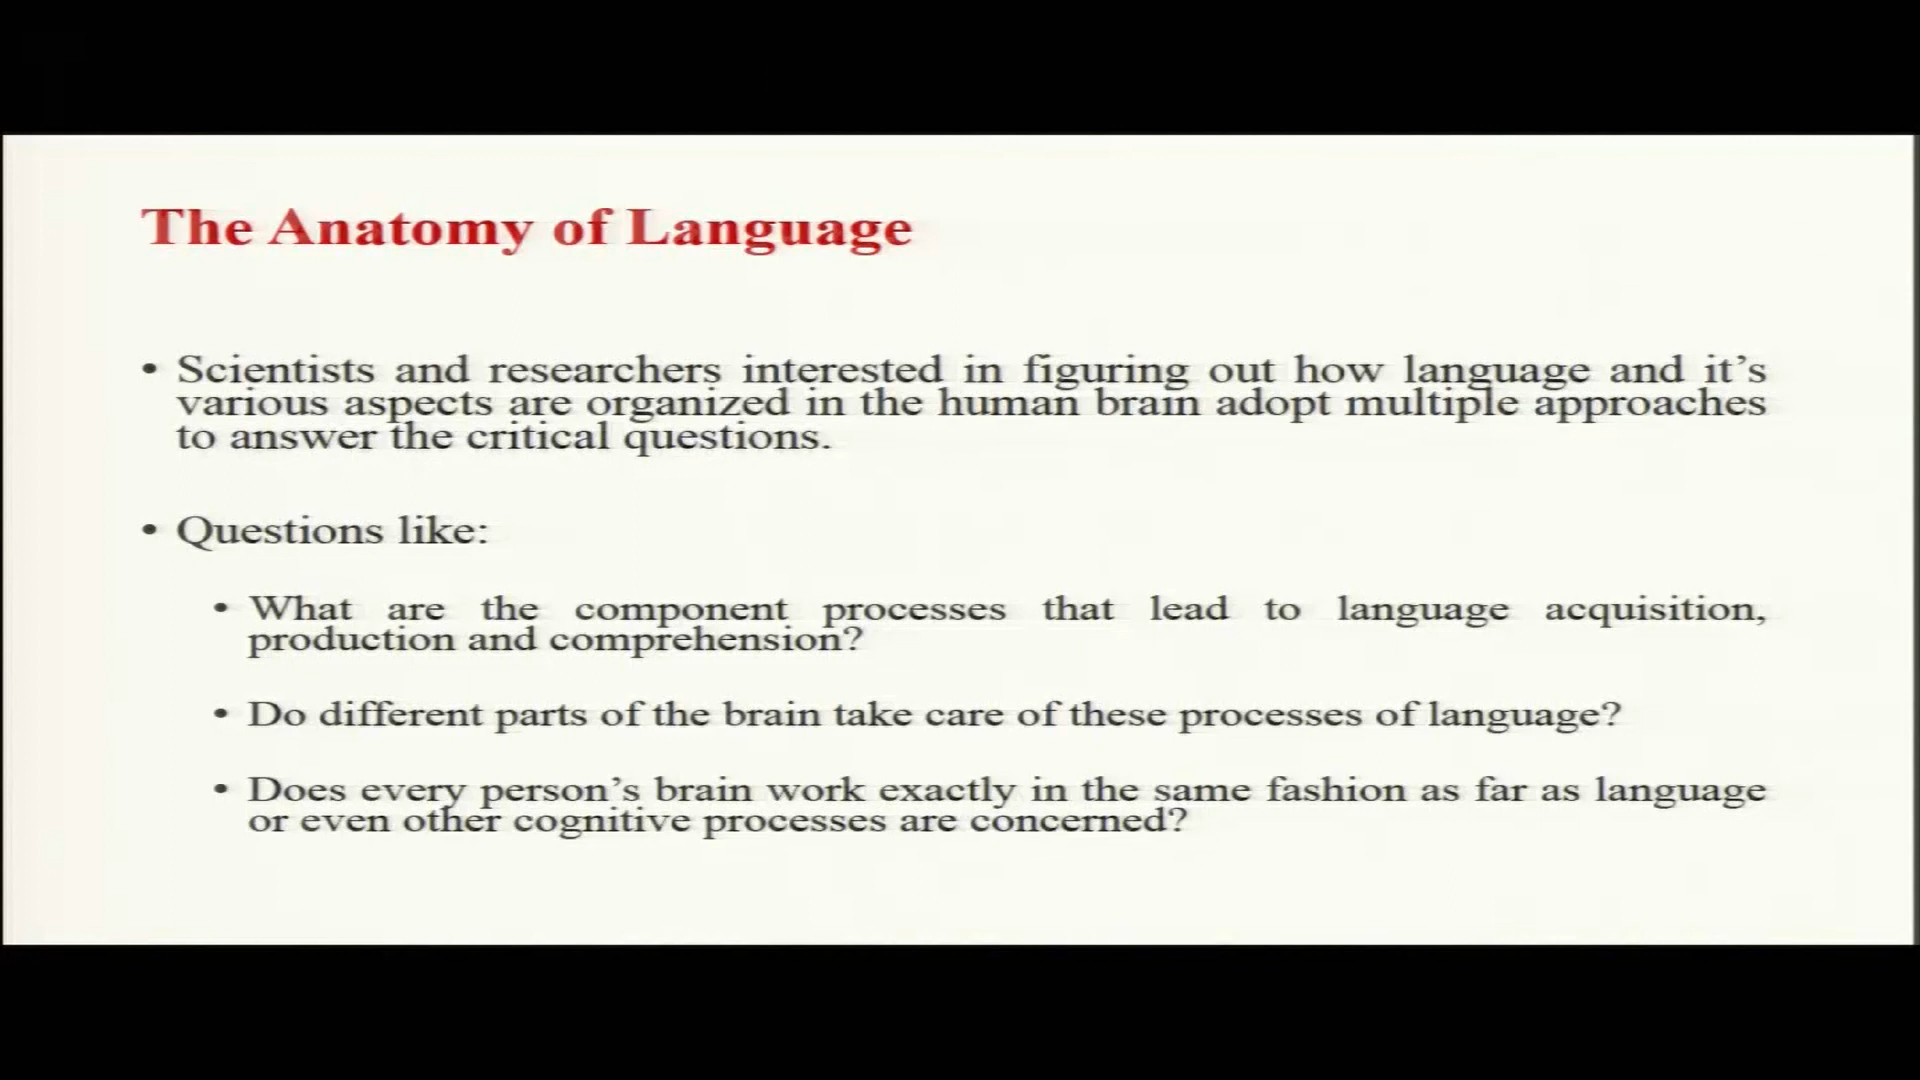 The Anatomy of Language
• Scientists and researchers interested in figuring out how language and it’s
various aspects are organized in the human brain adopt multiple approaches
to answer the critical questions.
• Questions like:
• What are the component processes that lead to language acquisition,
production and comprehension?
• Do different parts of the brain take care of these processes of language?
• Does every person’s brain work exactly in the same fashion as far as language
or even other cognitive processes are concerned?